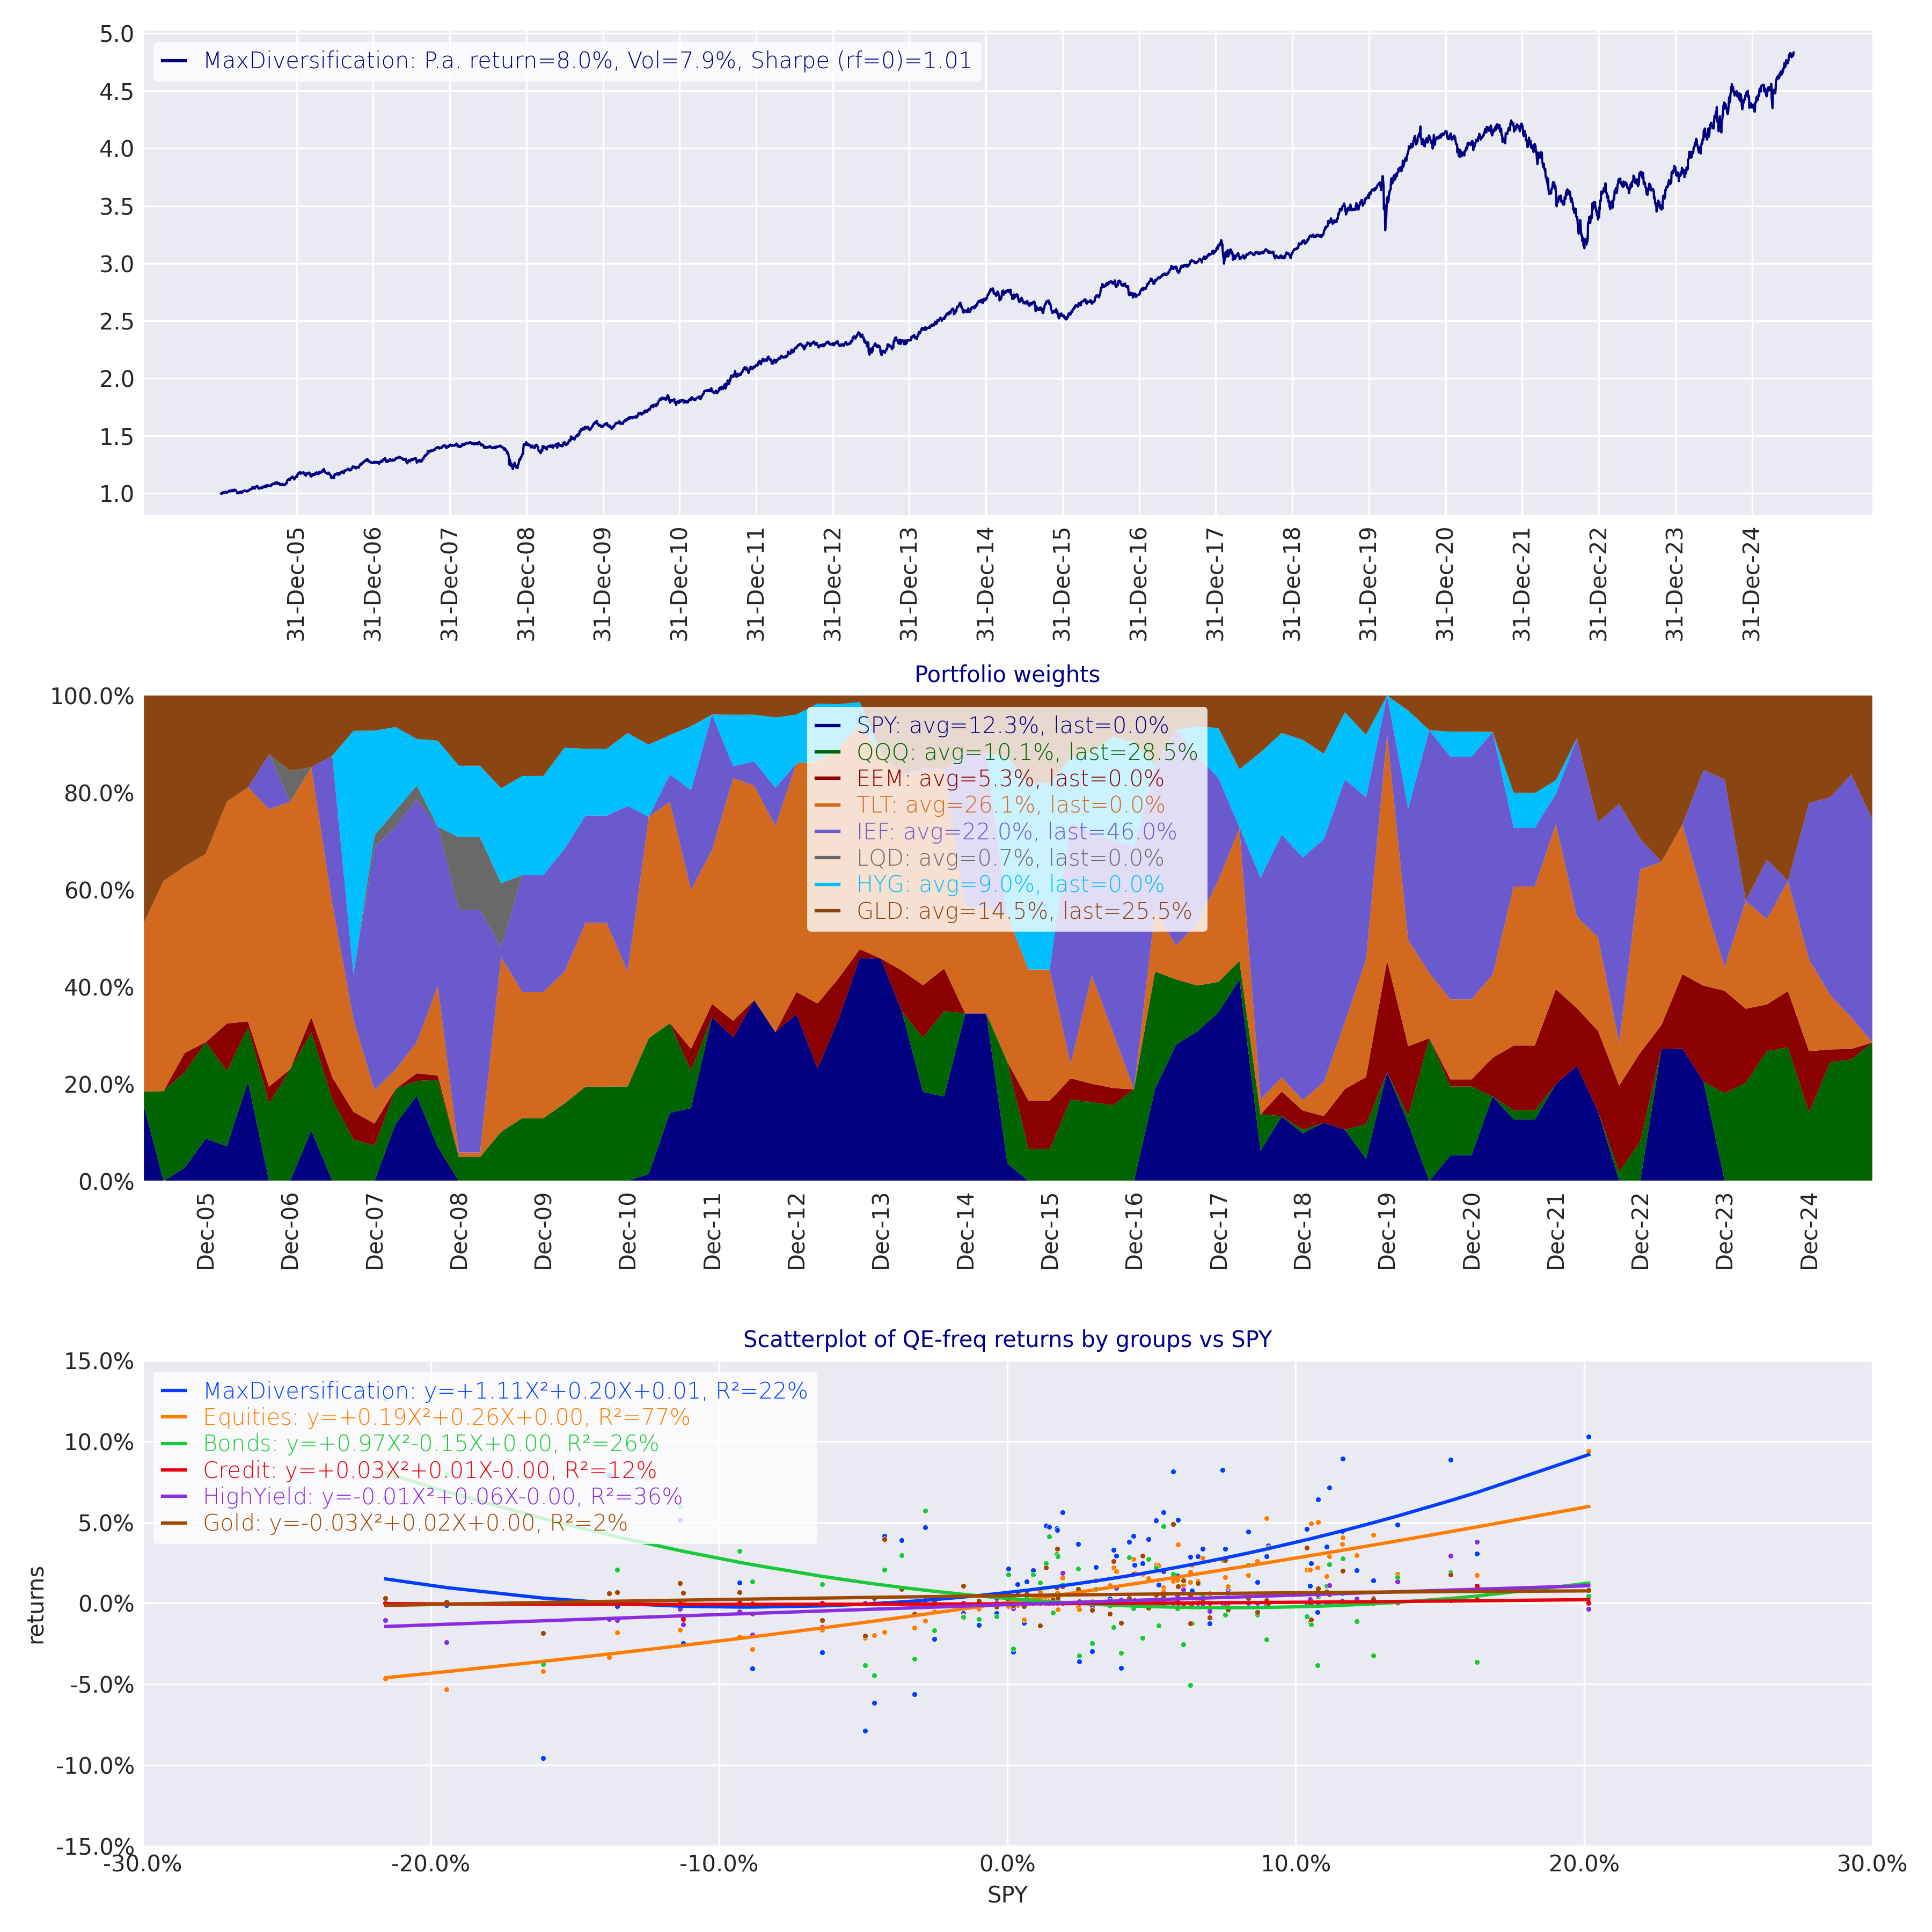 5.0
4.5
4.0
3.5
3.0
2.5
2.0
1.5
1.0
MaxDiversification: P.a. return=8.0%, Vol=7.9%, Sharpe (rf=0)=1.01
31-Dec-05
31-Dec-06
31-Dec-07
31-Dec-08
31-Dec-09
31-Dec-10
31-Dec-11
31-Dec-12
31-Dec-13
31-Dec-14
31-Dec-15
31-Dec-16
31-Dec-17
31-Dec-18
31-Dec-19
31-Dec-20
31-Dec-21
31-Dec-22
31-Dec-23
31-Dec-24
Portfolio weights
100.0%
80.0%
60.0%
40.0%
20.0%
0.0%
SPY: avg=12.3%, last=0.0%
QQQ: avg=10.1%, last=28.5%
EEM: avg=5.3%, last=0.0%
TLT: avg=26.1%, last=0.0%
IEF: avg=22.0%, last=46.0%
LQD: avg=0.7%, last=0.0%
HYG: avg=9.0%, last=0.0%
GLD: avg=14.5%, last=25.5%
Dec-05
Dec-06
Dec-07
Dec-08
Dec-09
Dec-10
Dec-11
Dec-12
Dec-13
Dec-14
Dec-15
Dec-16
Dec-17
Dec-18
Dec-19
Dec-20
Dec-21
Dec-22
Dec-23
Dec-24
Scatterplot of QE-freq returns by groups vs SPY
15.0%
10.0%
5.0%
0.0%
-5.0%
-10.0%
-15.0%
returns
MaxDiversification: y=+1.11X²+0.20X+0.01, R²=22%
Equities: y=+0.19X²+0.26X+0.00, R²=77%
Bonds: y=+0.97X²-0.15X+0.00, R²=26%
Credit: y=+0.03X²+0.01X-0.00, R²=12%
HighYield: y=-0.01X²+0.06X-0.00, R²=36%
Gold: y=-0.03X²+0.02X+0.00, R²=2%
-30.0%
-20.0%
-10.0%
0.0%
10.0%
20.0%
30.0%
SPY